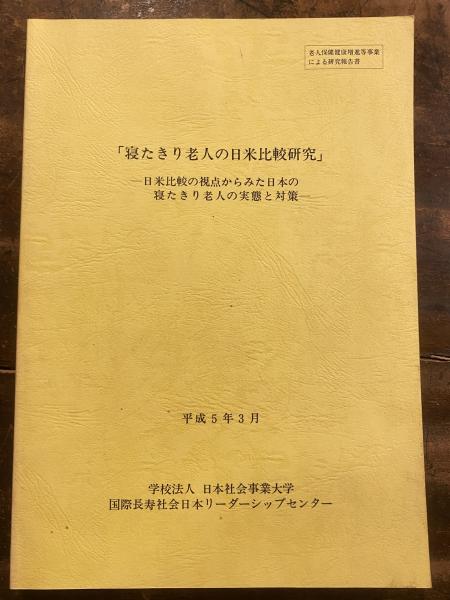 老人保健健康増進等事業
による研究報告書
「寝たきり老人の日米比較研究」
―日米比較の視点からみた日本の
寝たきり老人の実態と対策―
平成5年3月
学校法人 日本社会事業大学
国際長寿社会日本リーダーシップセンター